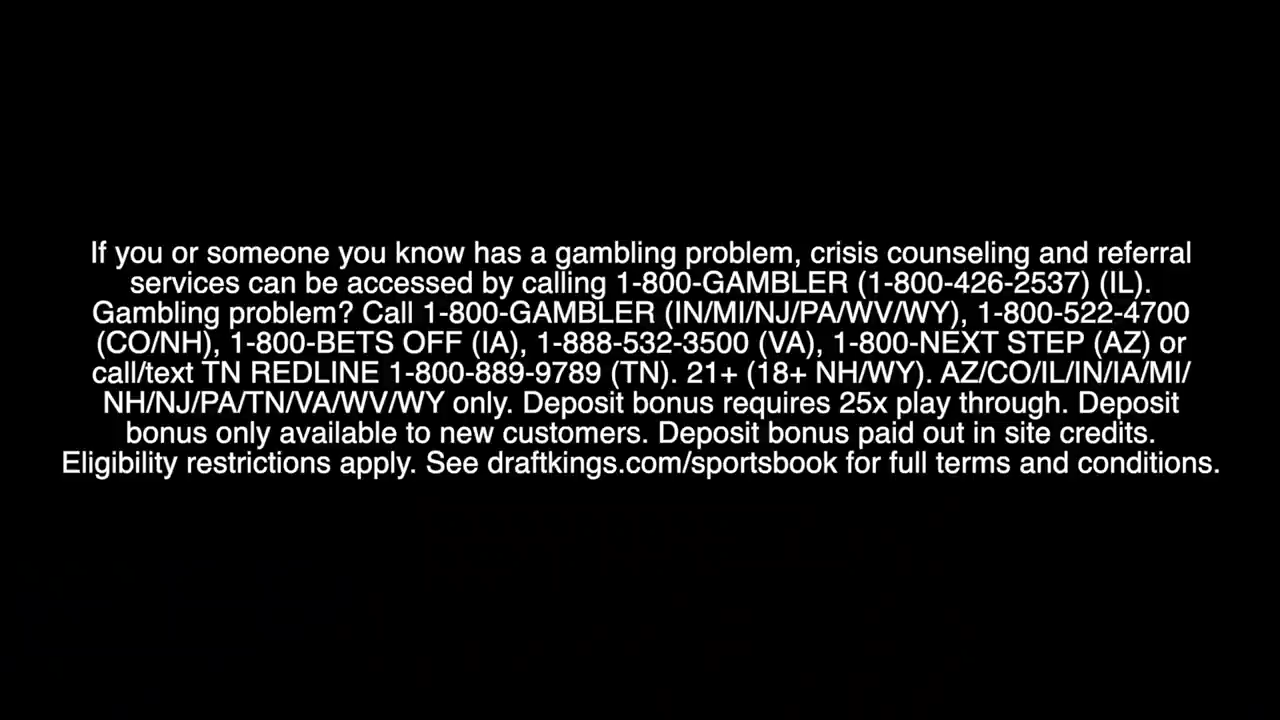 If you or someone you know has a gambling problem, crisis counseling and referral
services can be accessed by calling 1-800-GAMBLER (1-800-426-2537) (IL).
Gambling problem? Call 1-800-GAMBLER (IN/MI/NJ/PA/WV/WY), 1-800-522-4700
(CO/NH), 1-800-BETS OFF (IA), 1-888-532-3500 (VA), 1-800-NEXT STEP (AZ) or
call/text TN REDLINE 1-800-889-9789 (TN). 21+ (18+ NH/WY). AZ/CO/IL/IN/IA/MI/
NH/NJ/PA/TN/VA/WV/WY only. Deposit bonus requires 25x play through. Deposit
bonus only available to new customers. Deposit bonus paid out in site credits.
Eligibility restrictions apply. See draftkings.com/sportsbook for full terms and conditions.